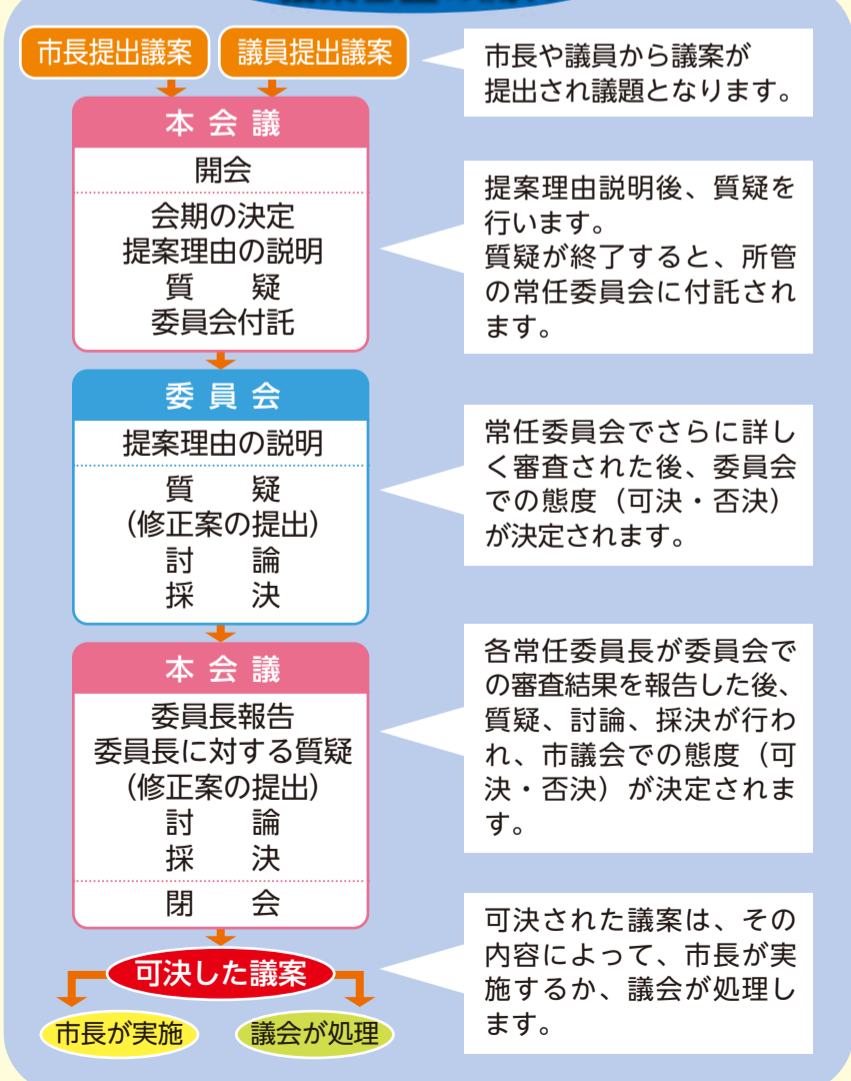 市長提出議案
議員提出議案
市長や議員から議案が
提出され議題となります。
本会議
開会
会期の決定
提案理由の説明
質　　疑
委員会付託
提案理由説明後、質疑を
行います。
質疑が終了すると、所管
の常任委員会に付託され
ます。
委員会
提案理由の説明
質　　疑
(修正案の提出)
討　　論
採　　決
常任委員会でさらに詳し
く審査された後、委員会
での態度（可決・否決）
が決定されます。
本会議
委員長報告
委員長に対する質疑
(修正案の提出)
討　　論
採　　決
閉　　会
各常任委員長が委員会で
の審査結果を報告した後、
質疑、討論、採決が行わ
れ、市議会での態度（可
決・否決）が決定されま
す。
可決した議案
市長が実施
議会が処理
可決された議案は、その
内容によって、市長が実
施するか、議会が処理し
ます。